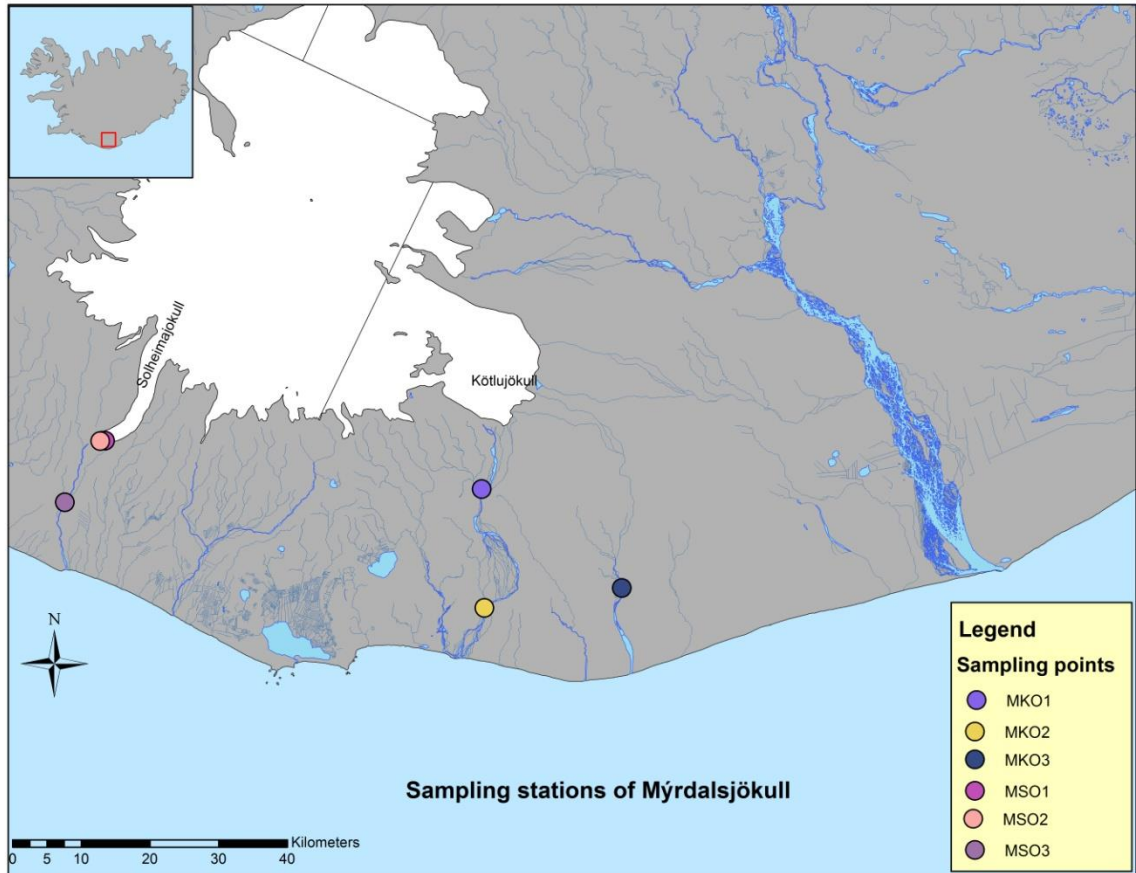 Solheimajokull
Kötlujökull
N
Sampling stations of Mýrdalsjökull
Kilometers
0 5 10 20 30 40
Legend
Sampling points
MKO1
MKO2
MKO3
MSO1
MSO2
MSO3